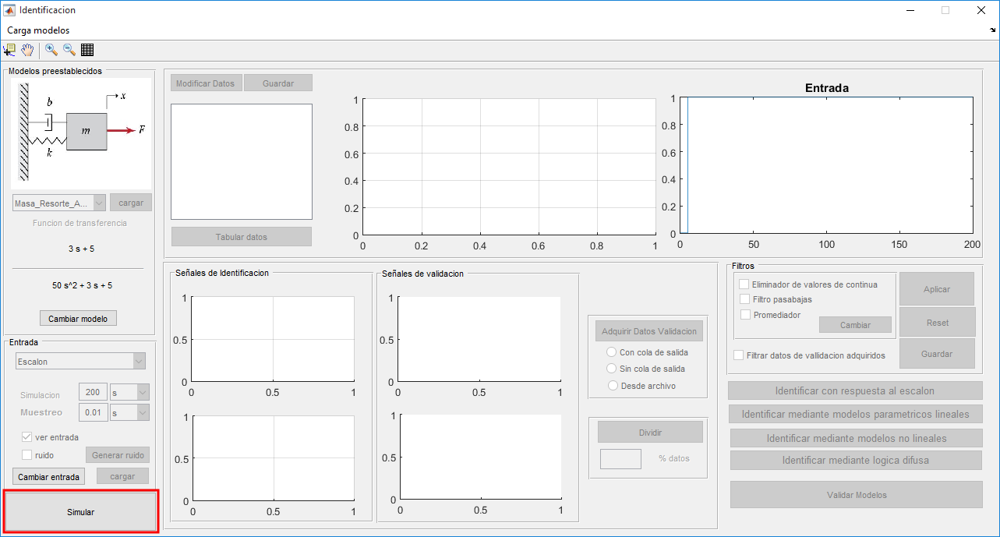 Identificacion
Carga modelos
Modelos preestablecidos
b
x
m
F
k
Masa_Resorte_A...
cargar
Funcion de transferencia
3 s + 5
50 s^2 + 3 s + 5
Cambiar modelo
Entrada
Escalon
Simulacion
200
s
Muestreo
0.01
s
ver entrada
ruido
Generar ruido
Cambiar entrada
cargar
Simular
Modificar Datos
Guardar
Tabular datos
1
0.8
0.6
0.4
0.2
0
0
0.2
0.4
0.6
0.8
1
Entrada
1
0.8
0.6
0.4
0.2
0
0
50
100
150
200
Señales de Identificacion
1
0.5
0
0
0.5
1
1
0.5
0
0
0.5
1
Señales de validacion
1
0.5
0
0
0.5
1
1
0.5
0
0
0.5
1
Adquirir Datos Validacion
Con cola de salida
Sin cola de salida
Desde archivo
Dividir
% datos
Filtros
Eliminador de valores de continua
Filtro pasabajas
Promediador
Cambiar
Aplicar
Reset
Guardar
Filtrar datos de vallidacion adquiridos
Identificar con respuesta al escalon
Identificar mediante modelos parametricos lineales
Identificar mediante modelos no lineales
Identificar mediante logica difusa
Validar Modelos